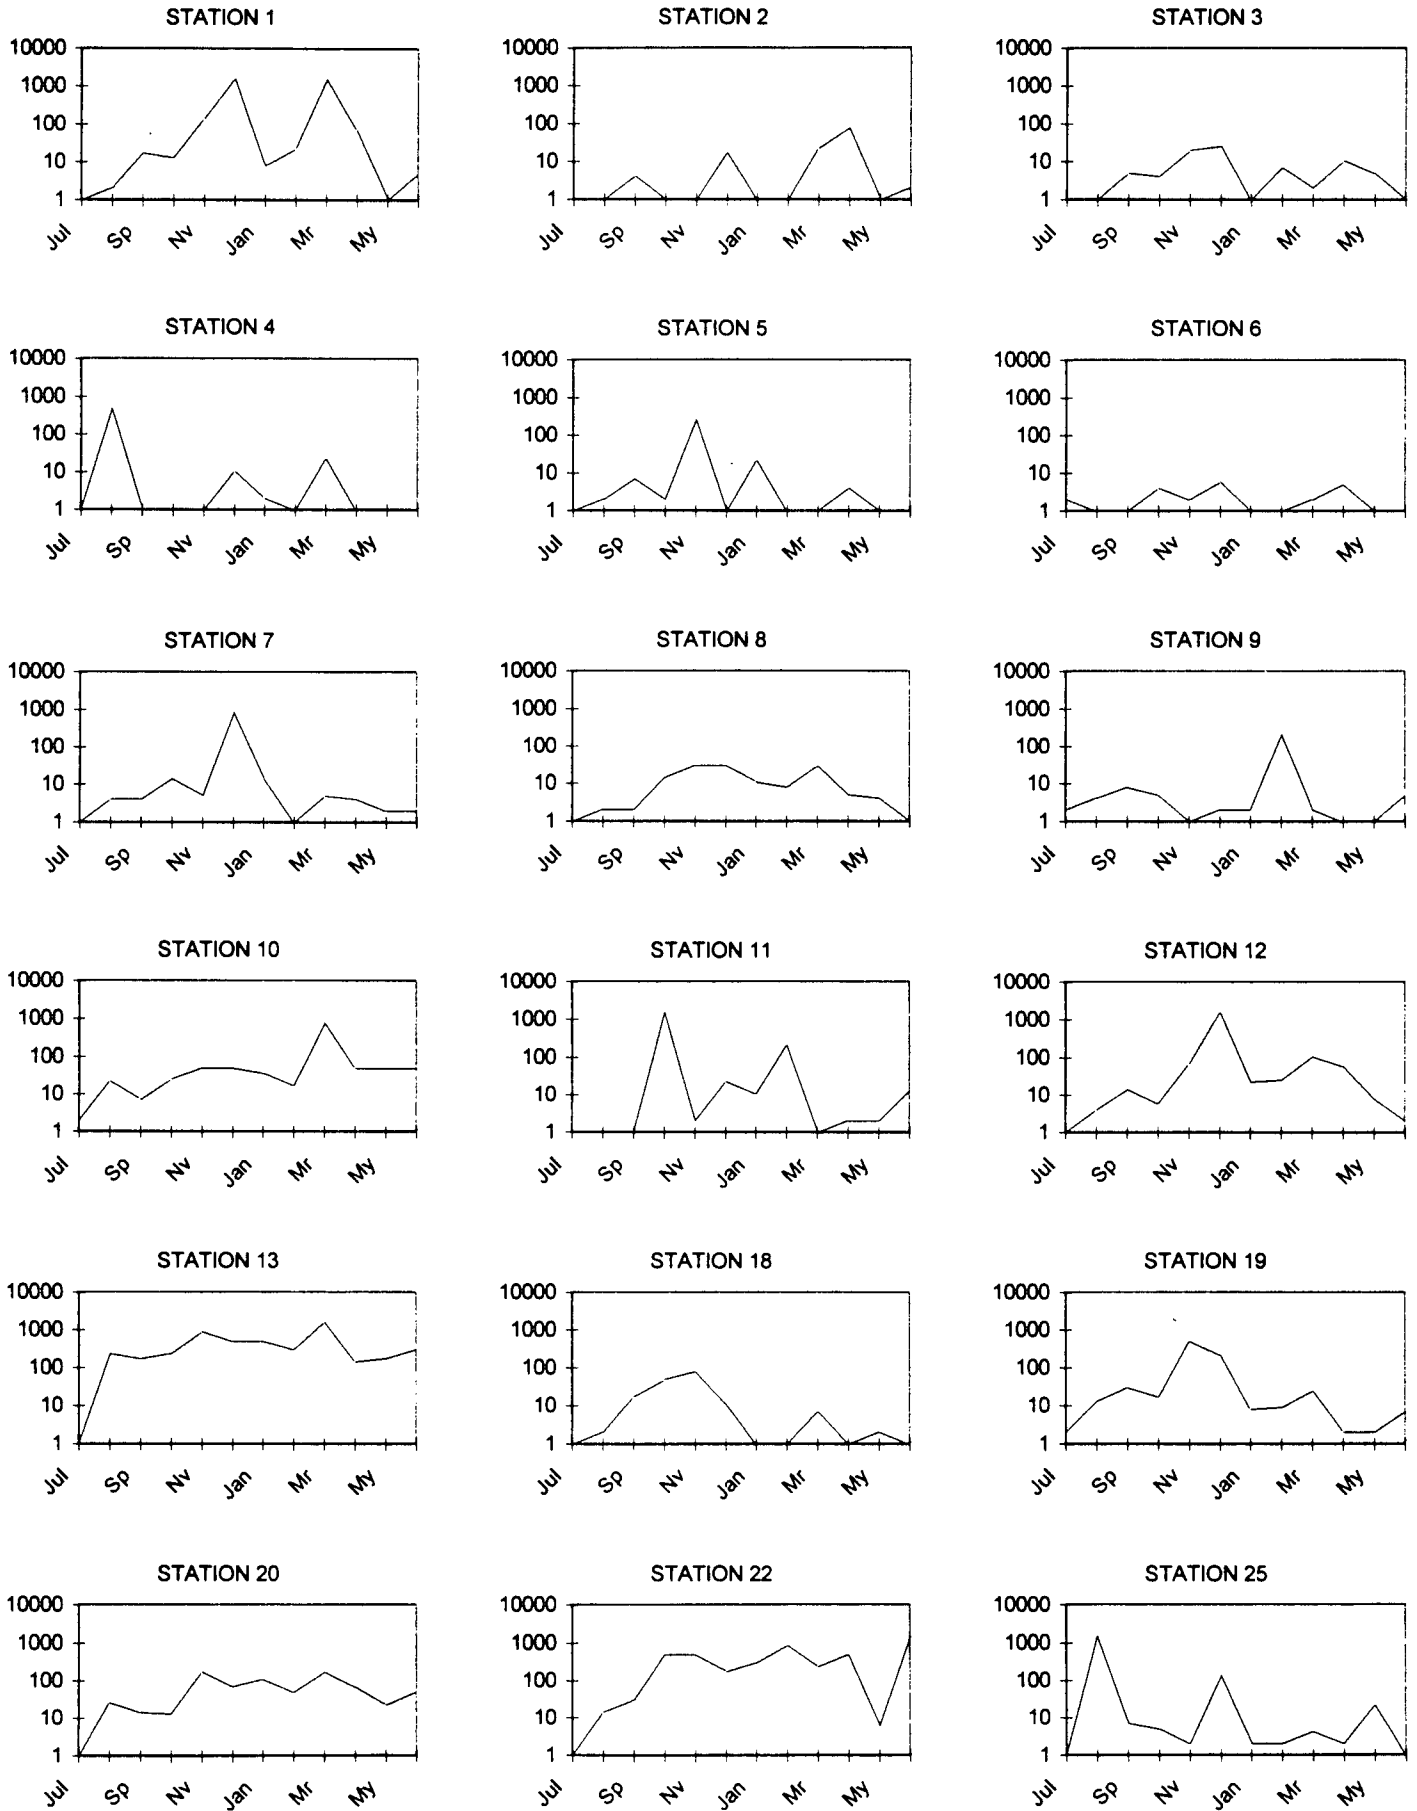 STATION 1
STATION 2
STATION 3
10000
1000
100
10
1
Jul
Sp
Nv
Jan
Mr
My
10000
1000
100
10
1
Jul
Sp
Nv
Jan
Mr
My
10000
1000
100
10
1
Jul
Sp
Nv
Jan
Mr
My
STATION 4
STATION 5
STATION 6
10000
1000
100
10
1
Jul
Sp
Nv
Jan
Mr
My
10000
1000
100
10
1
Jul
Sp
Nv
Jan
Mr
My
10000
1000
100
10
1
Jul
Sp
Nv
Jan
Mr
My
STATION 7
STATION 8
STATION 9
10000
1000
100
10
1
Jul
Sp
Nv
Jan
Mr
My
10000
1000
100
10
1
Jul
Sp
Nv
Jan
Mr
My
10000
1000
100
10
1
Jul
Sp
Nv
Jan
Mr
My
STATION 10
STATION 11
STATION 12
10000
1000
100
10
1
Jul
Sp
Nv
Jan
Mr
My
10000
1000
100
10
1
Jul
Sp
Nv
Jan
Mr
My
10000
1000
100
10
1
Jul
Sp
Nv
Jan
Mr
My
STATION 13
STATION 18
STATION 19
10000
1000
100
10
1
Jul
Sp
Nv
Jan
Mr
My
10000
1000
100
10
1
Jul
Sp
Nv
Jan
Mr
My
10000
1000
100
10
1
Jul
Sp
Nv
Jan
Mr
My
STATION 20
STATION 22
STATION 25
10000
1000
100
10
1
Jul
Sp
Nv
Jan
Mr
My
10000
1000
100
10
1
Jul
Sp
Nv
Jan
Mr
My
10000
1000
100
10
1
Jul
Sp
Nv
Jan
Mr
My